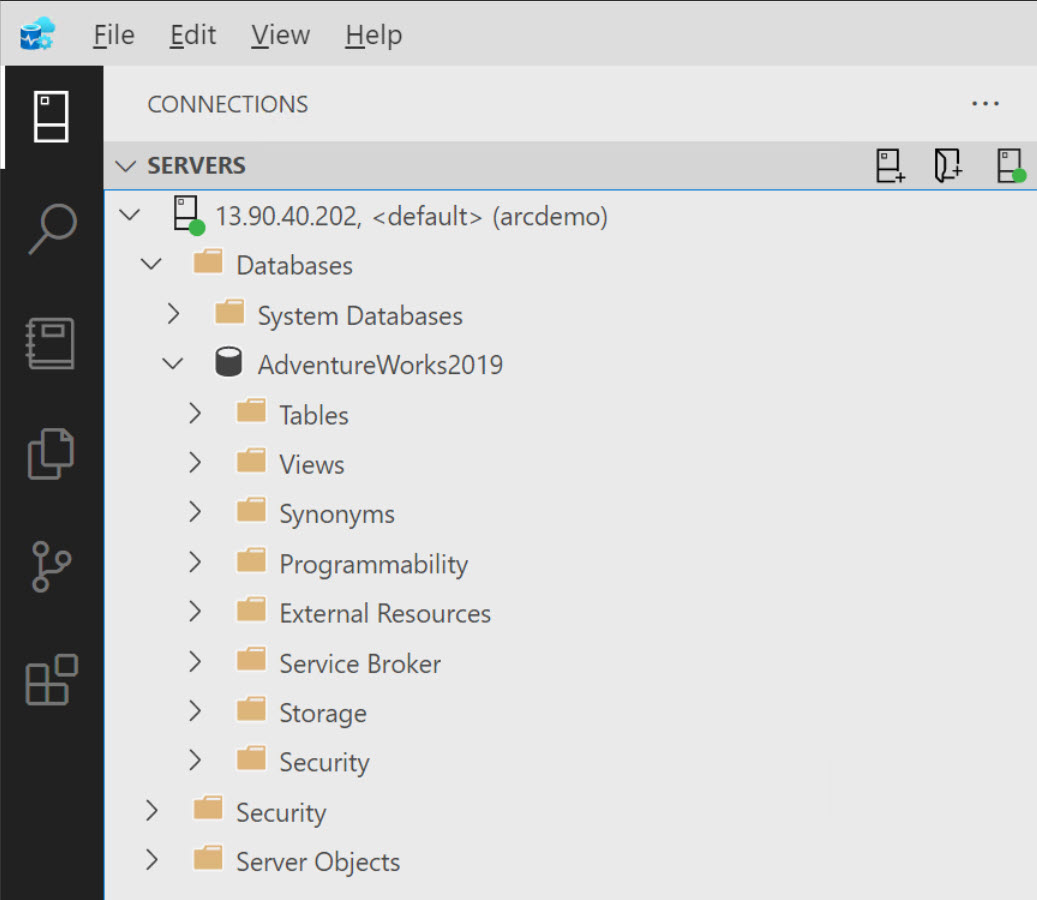 File Edit View Help
CONNECTIONS
SERVERS
13.90.40.202, <default> (arcdemo)
Databases
System Databases
AdventureWorks2019
Tables
Views
Synonyms
Programmability
External Resources
Service Broker
Storage
Security
Security
Server Objects